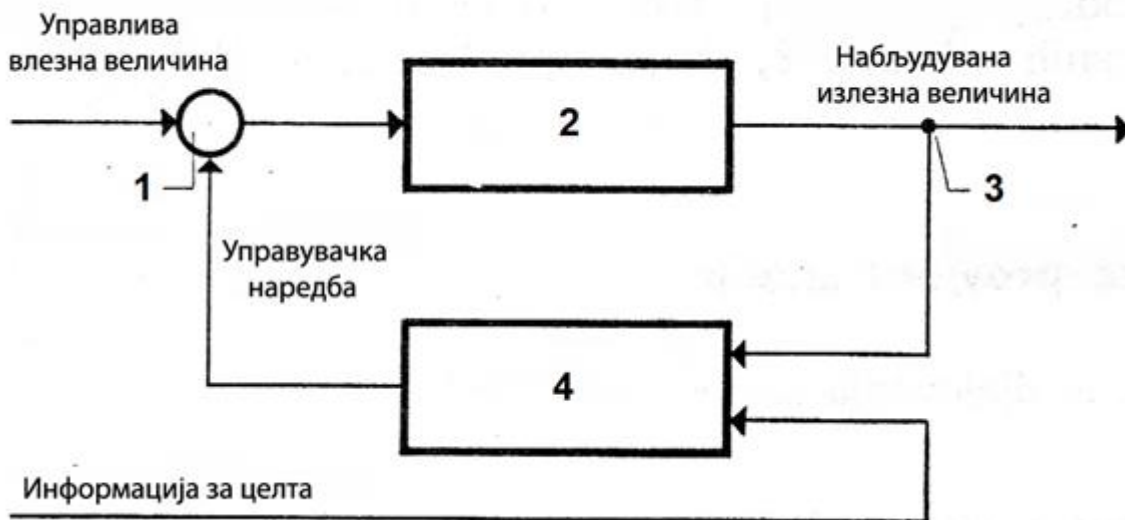 Управлива
влезна величина
Набљудувана
излезна величина
2
1
3
Управувачка
наредба
4
Информација за целта